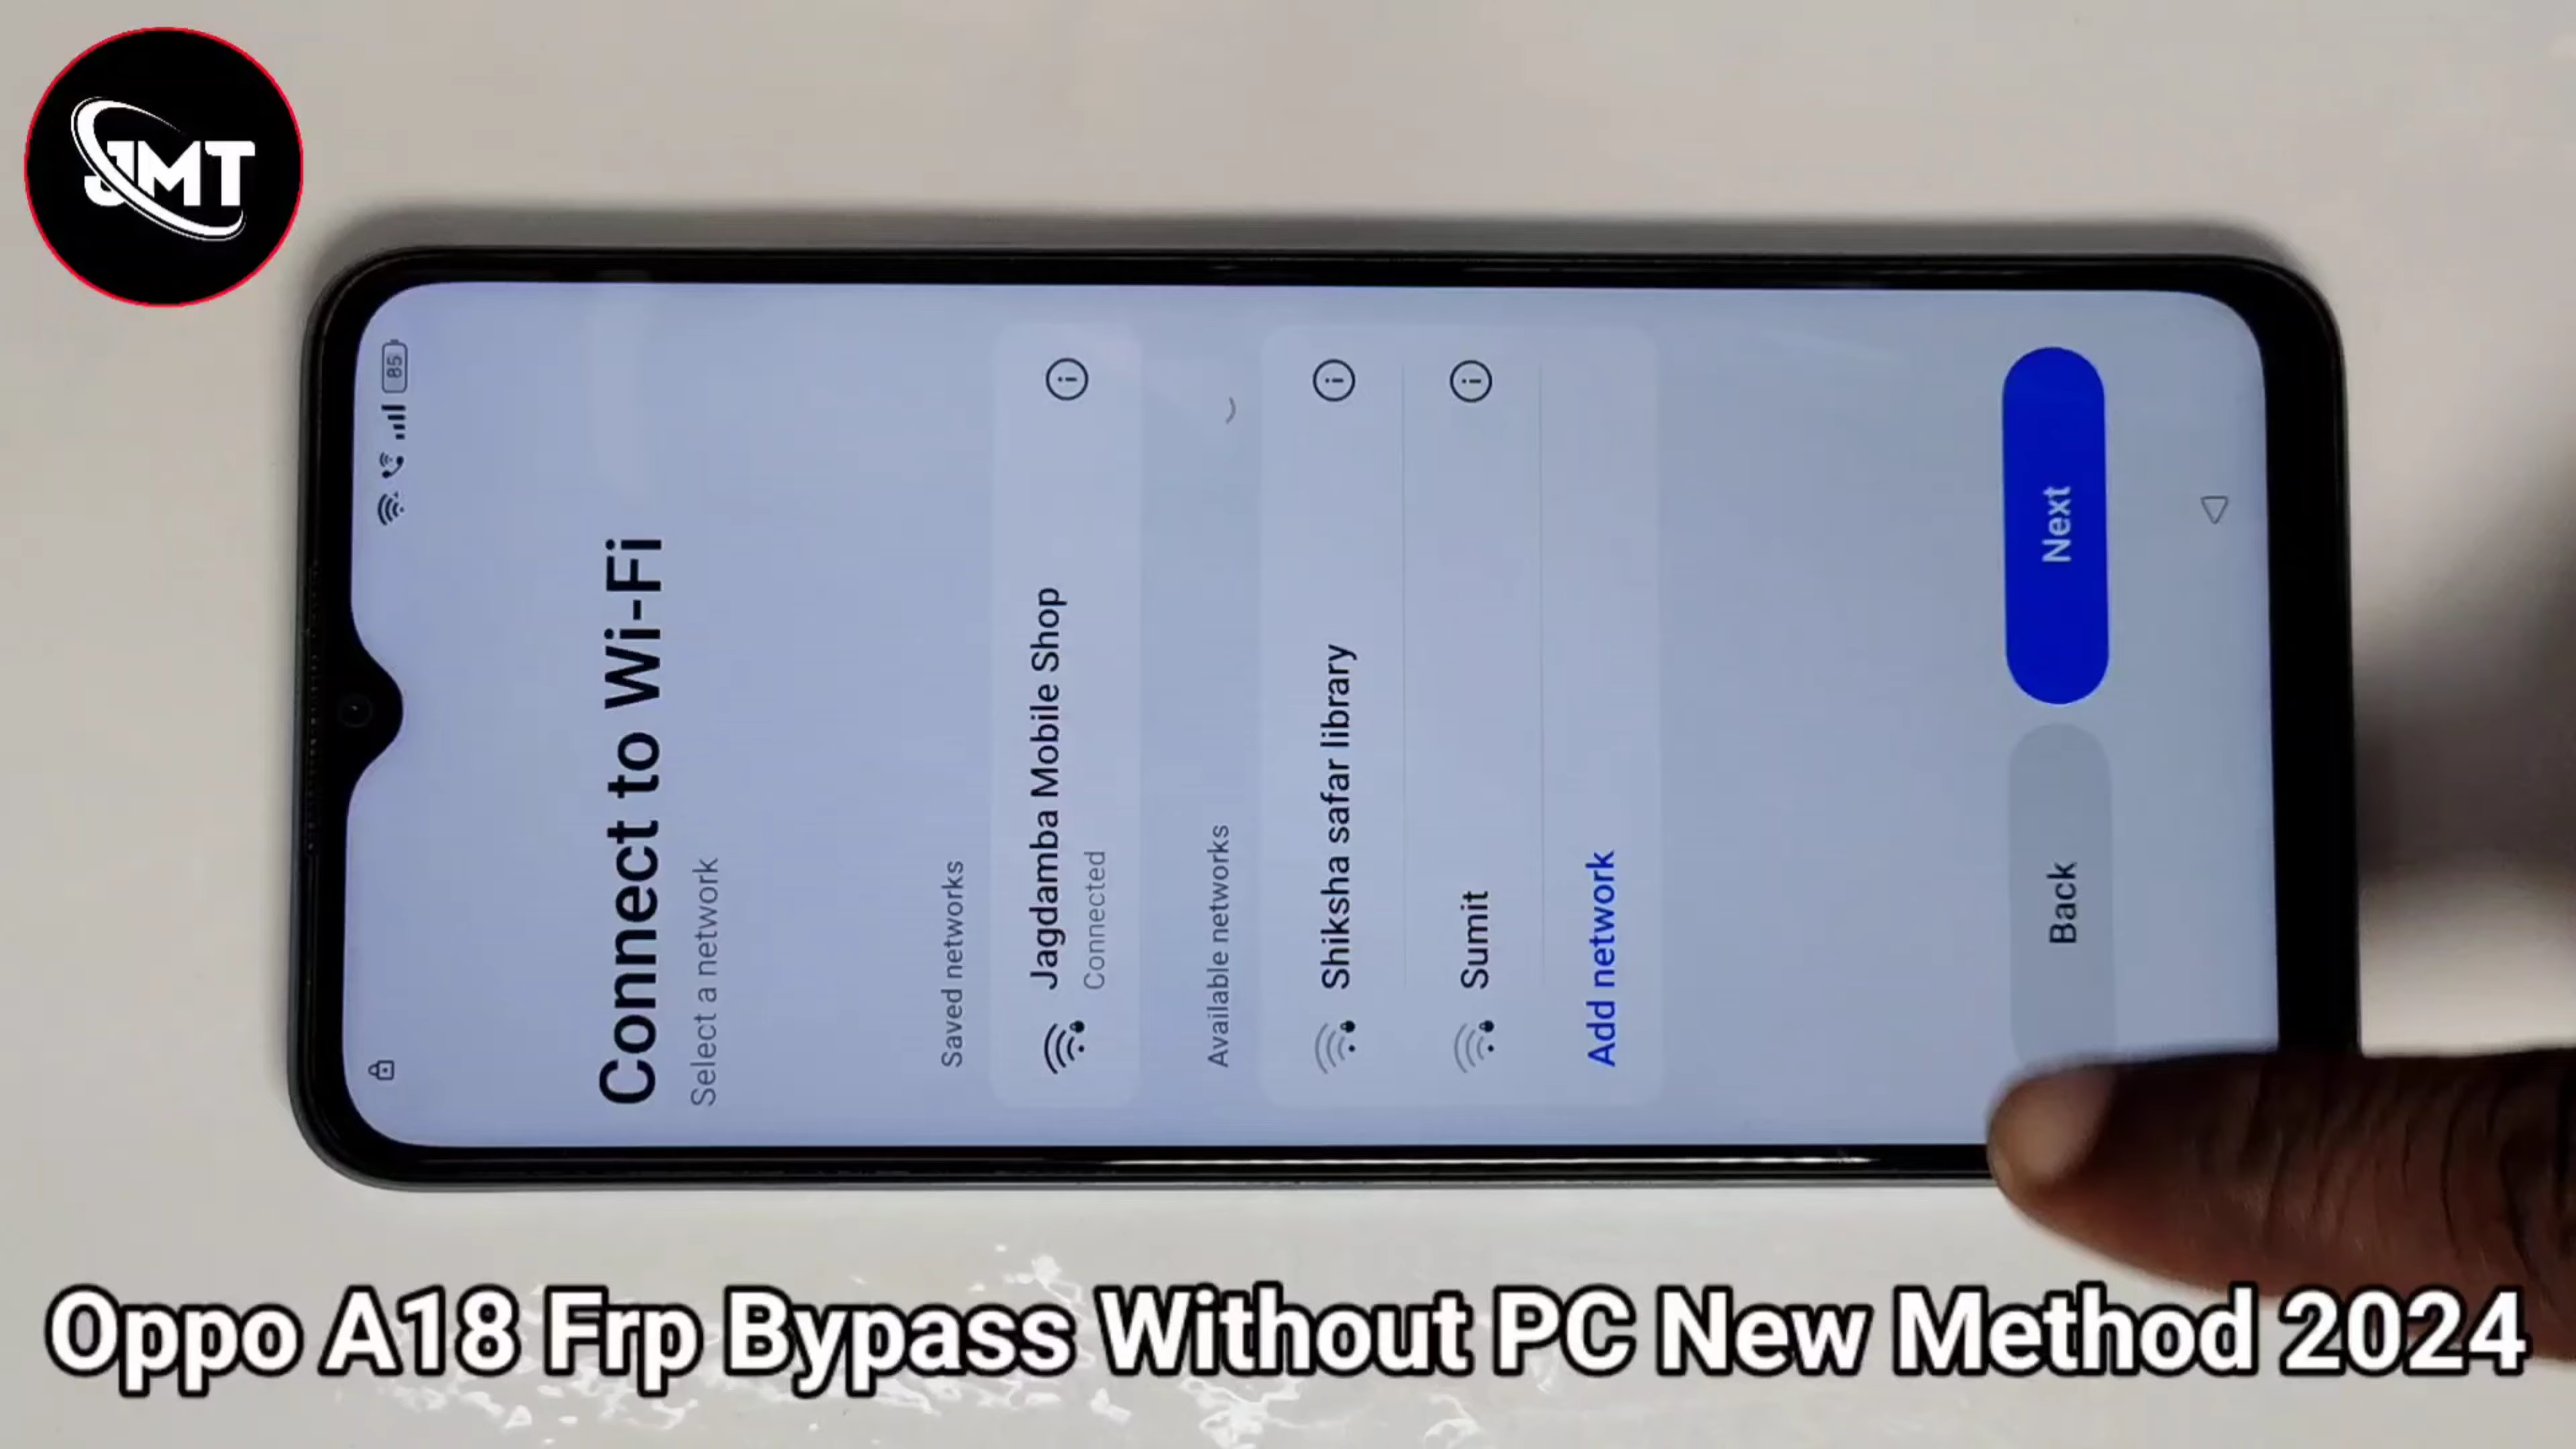 JMT
85
Connect to Wi-Fi
Select a network
Saved networks
Jagdamba Mobile Shop
Connected
Available networks
Shiksha safar library
Sumit
Add network
Back
Next
Oppo A18 Frp Bypass Without PC New Method 2024